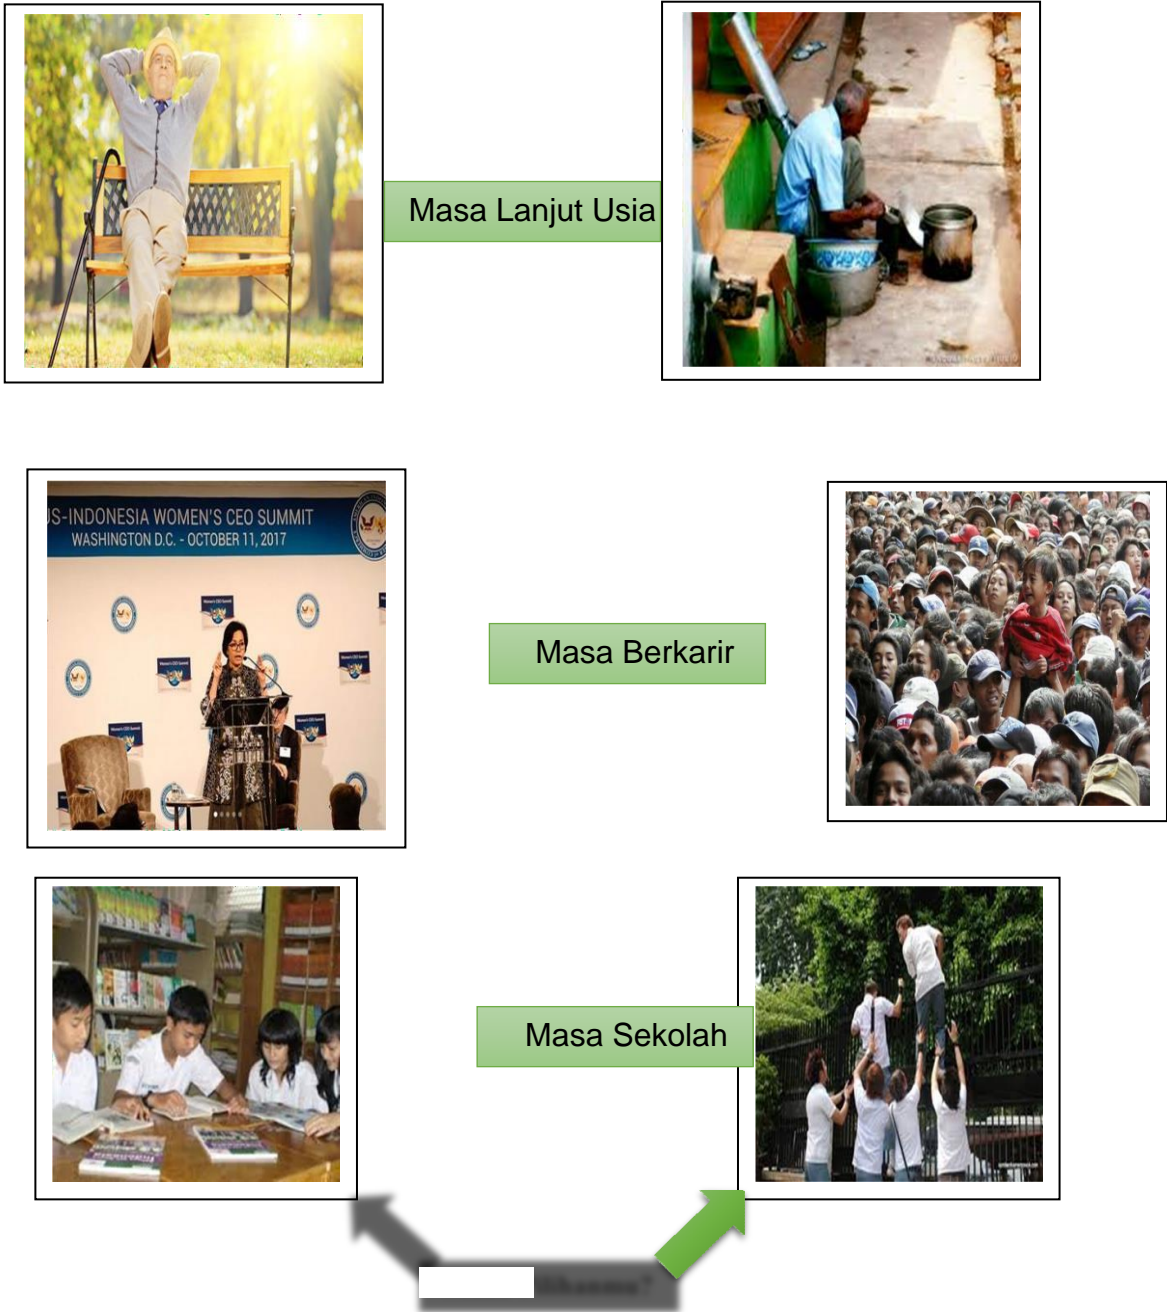 Masa Lanjut Usia
US-INDONESIA WOMEN'S CEO SUMMIT
WASHINGTON D.C. - OCTOBER 11, 2017
Masa Berkarir
Masa Sekolah